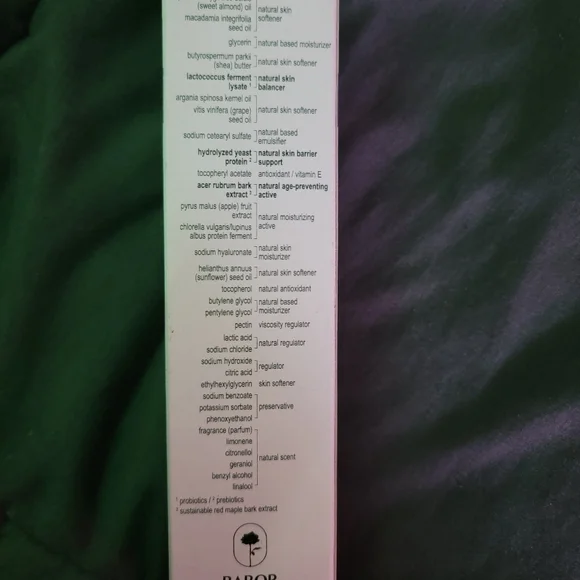 (sweet almond) oil
macadamia integrifolia
seed oil
natural skin
softener
glycerin natural based moisturizer
butyrospermum parkii
(shea) butter
natural skin softener
lactococcus ferment
lysate ¹
natural skin
balancer
argania spinosa kernel oil
vitis vinifera (grape)
seed oil
natural skin softener
sodium cetearyl sulfate
natural based
emulsifier
hydrolyzed yeast
protein ²
natural skin barrier
support
tocopheryl acetate antioxidant / vitamin E
acer rubrum bark
extract ³
natural age-preventing
active
pyrus malus (apple) fruit
extract
chlorella vulgaris/lupinus
albus protein ferment
natural moisturizing
active
sodium hyaluronate
natural skin
moisturizer
helianthus annuus
(sunflower) seed oil
natural skin softener
tocopherol natural antioxidant
butylene glycol
pentylene glycol
natural based
moisturizer
pectin viscosity regulator
lactic acid
sodium chloride
natural regulator
sodium hydroxide
citric acid
regulator
ethylhexylglycerin skin softener
sodium benzoate
potassium sorbate
phenoxyethanol
preservative
fragrance (parfum)
limonene
citronellol
geraniol
benzyl alcohol
linalool
natural scent
¹ probiotics / ² prebiotics
³ sustainable red maple bark extract
BABOR